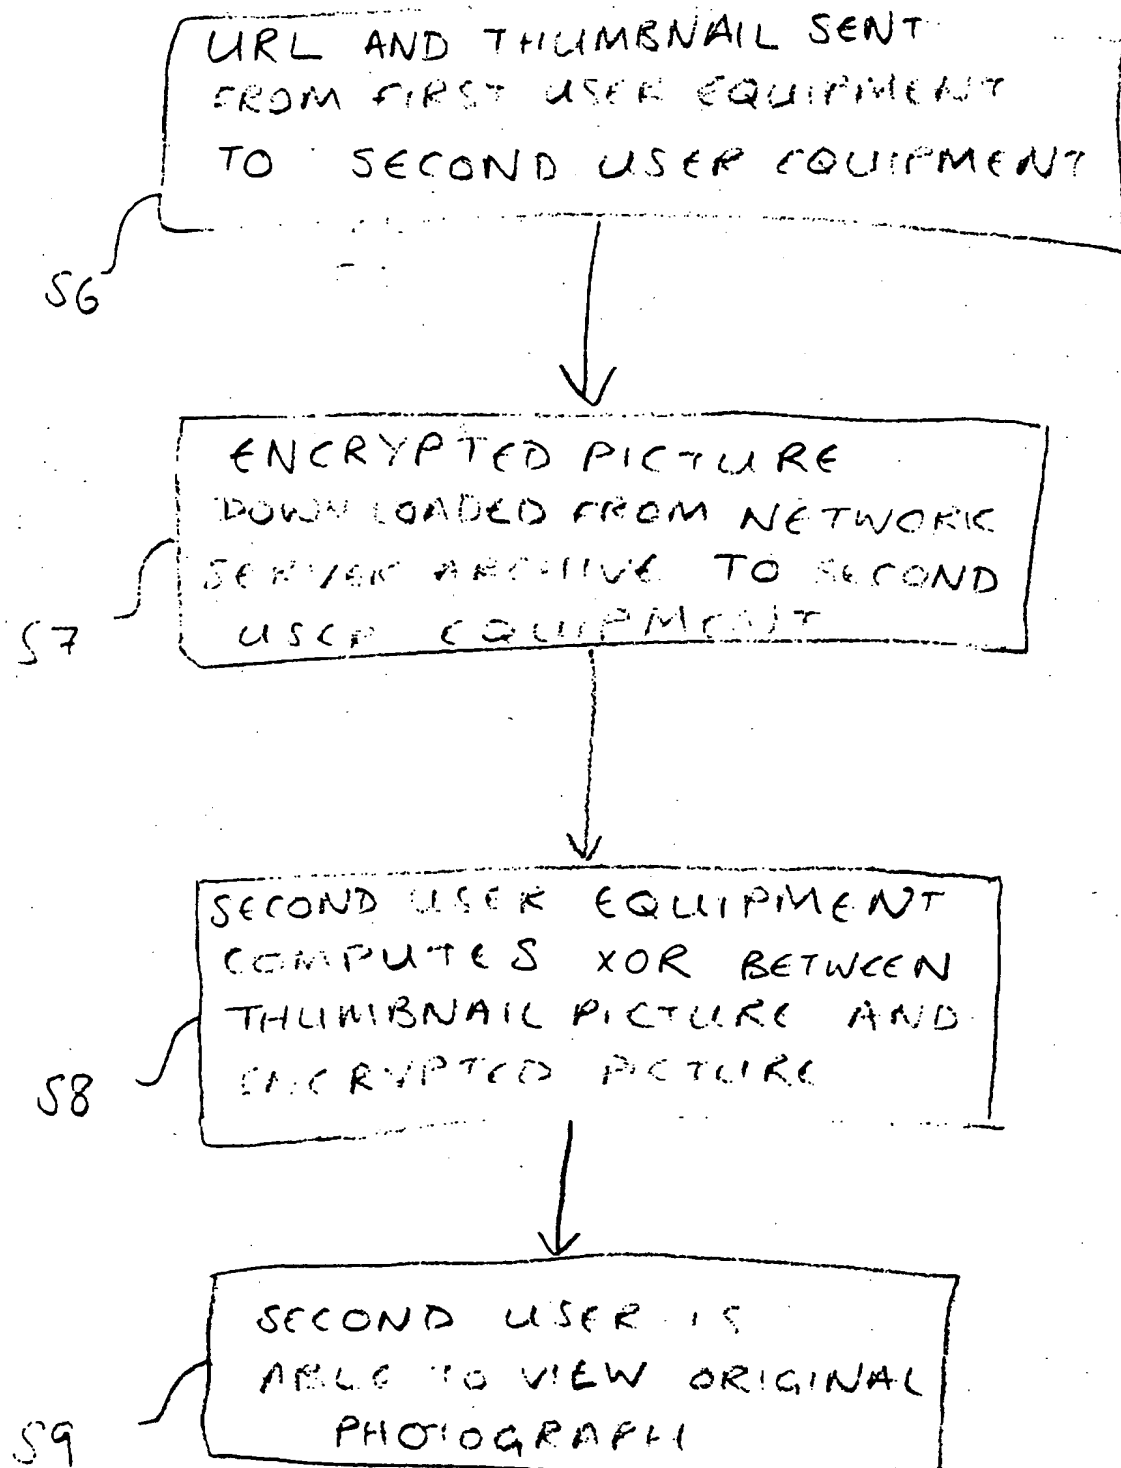 URL AND THUMBNAIL SENT
FROM FIRST USER EQUIPMENT
TO SECOND USER EQUIPMENT
S6
ENCRYPTED PICTURE
DOWNLOADED FROM NETWORK
SERVER ARCHIVE TO SECOND
USER EQUIPMENT
S7
SECOND USER EQUIPMENT
COMPUTES XOR BETWEEN
THUMBNAIL PICTURE AND
ENCRYPTED PICTURE
S8
SECOND USER IS
ABLE TO VIEW ORIGINAL
PHOTOGRAPH
S9